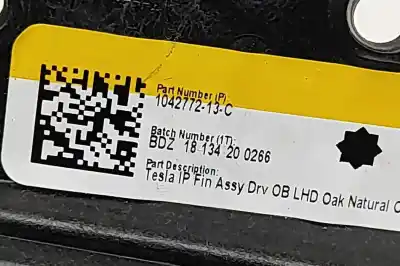 Part Number (P):
1042772-13-C
Batch Number (1T):
BDZ 18 134 20 0266
Part Description:
Tesla IP Fin Assy Drv OB LHD Oak Natural